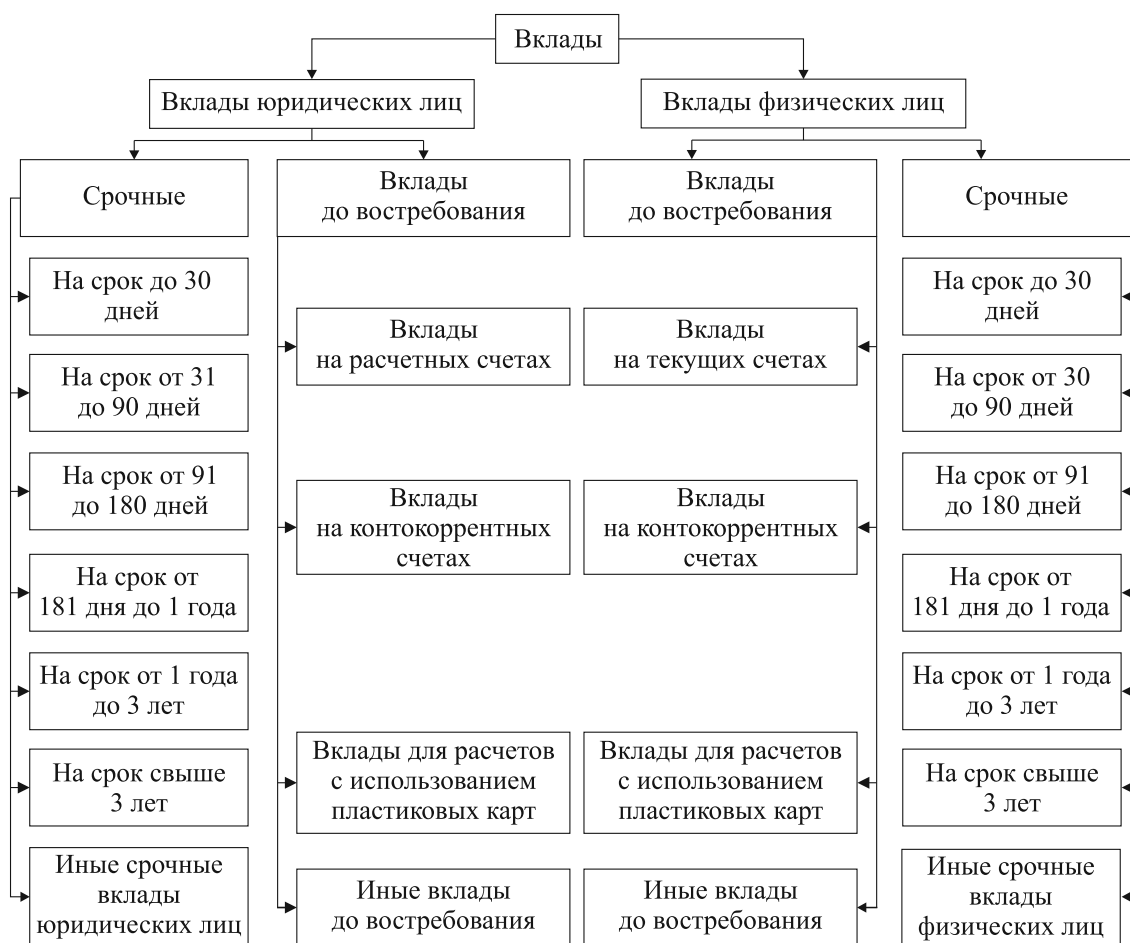 Вклады
Вклады юридических лиц
Вклады физических лиц
Срочные
Вклады
до востребования
Вклады
до востребования
Срочные
На срок до 30
дней
На срок от 31
до 90 дней
На срок от 91
до 180 дней
На срок от
181 дня до 1 года
На срок от 1 года
до 3 лет
На срок свыше
3 лет
Иные срочные
вклады
юридических лиц
Вклады
на расчетных счетах
Вклады
на контокоррентных
счетах
Вклады для расчетов
с использованием
пластиковых карт
Иные вклады
до востребования
Вклады
на текущих счетах
Вклады
на контокоррентных
счетах
Вклады для расчетов
с использованием
пластиковых карт
Иные вклады
до востребования
На срок до 30
дней
На срок от 30
до 90 дней
На срок от 91
до 180 дней
На срок от
181 дня до 1 года
На срок от 1 года
до 3 лет
На срок свыше
3 лет
Иные срочные
вклады
физических лиц